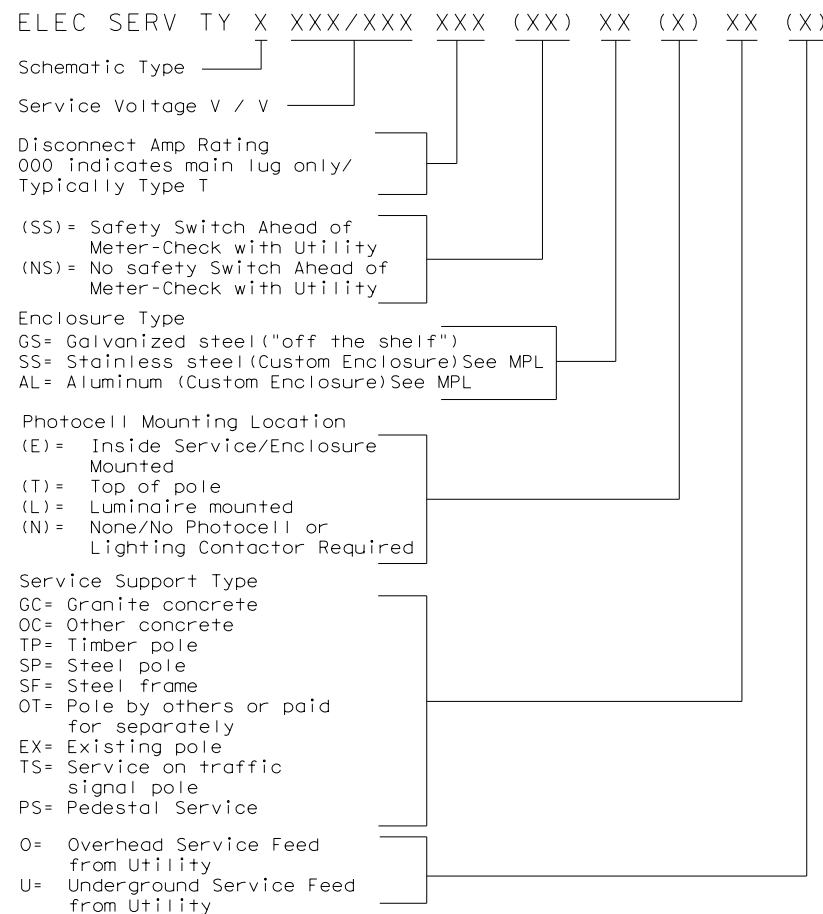 ELEC SERV TY X XXX/XXX XXX (XX) XX (X) XX (X)
Schematic Type
Service Voltage V / V
Disconnect Amp Rating
000 indicates main lug only/
Typically Type T
(SS)= Safety Switch Ahead of
Meter-Check with Utility
(NS)= No safety Switch Ahead of
Meter-Check with Utility
Enclosure Type
GS= Galvanized steel("off the shelf")
SS= Stainless steel(Custom Enclosure)See MPL
AL= Aluminum (Custom Enclosure)See MPL
Photocell Mounting Location
(E)= Inside Service/Enclosure
Mounted
(T)= Top of pole
(L)= Luminaire mounted
(N)= None/No Photocell or
Lighting Contactor Required
Service Support Type
GC= Granite concrete
OC= Other concrete
TP= Timber pole
SP= Steel pole
SF= Steel frame
OT= Pole by others or paid
for separately
EX= Existing pole
TS= Service on traffic
signal pole
PS= Pedestal Service
O= Overhead Service Feed
from Utility
U= Underground Service Feed
from Utility